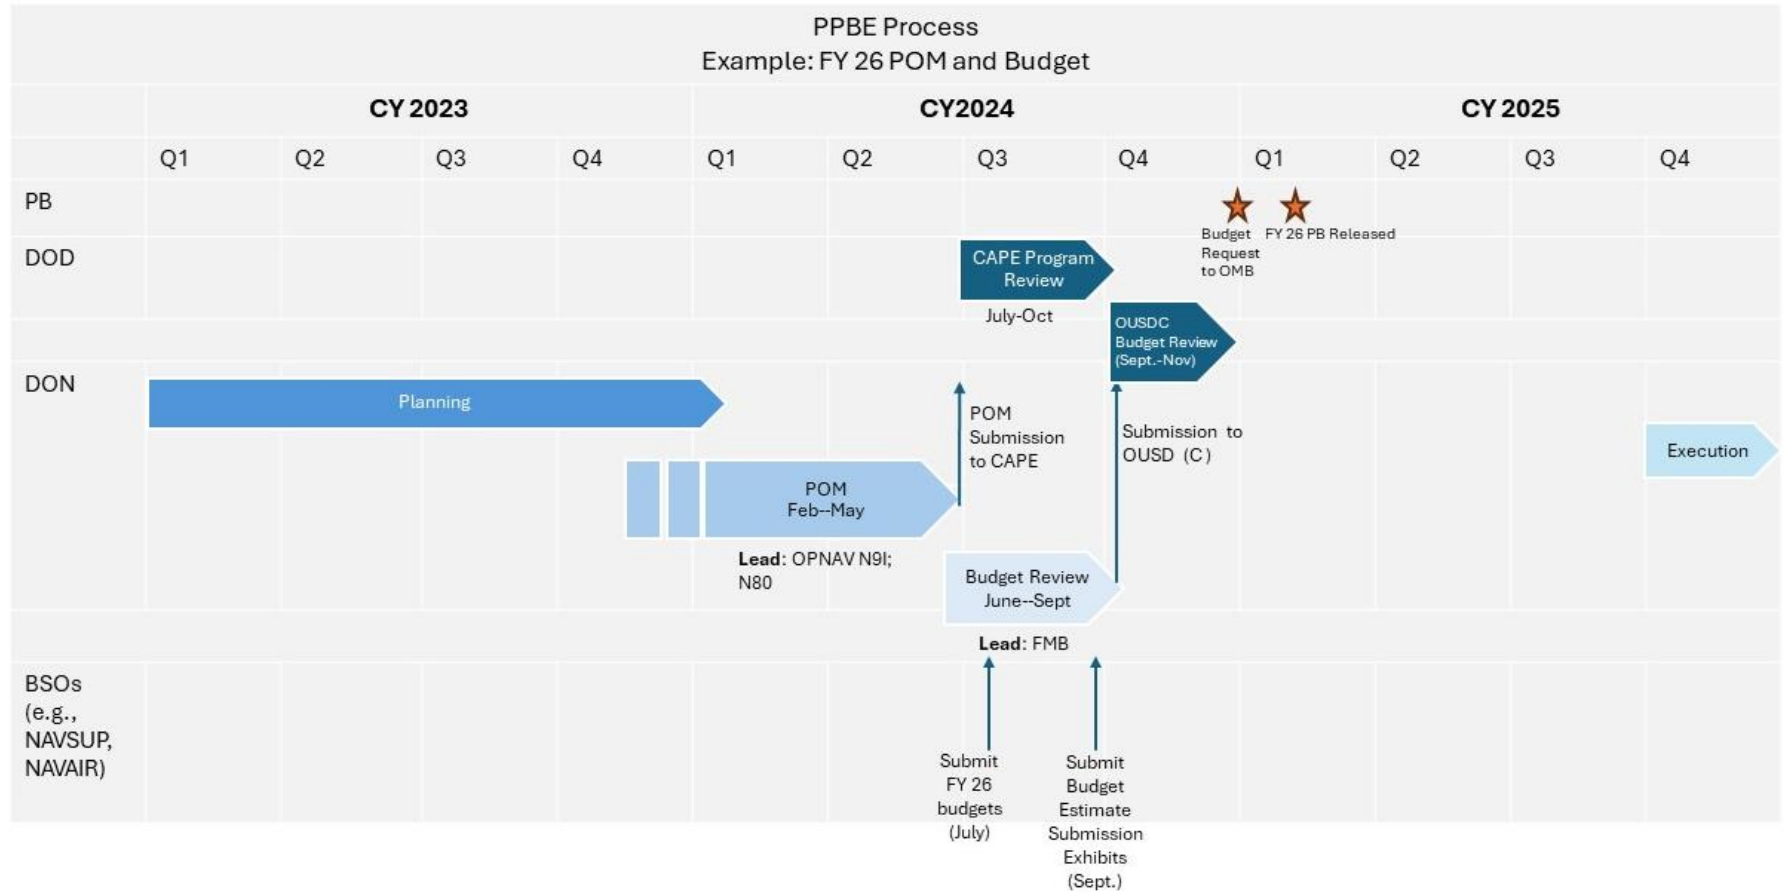 PPBE Process
Example: FY 26 POM and Budget
CY 2023
CY2024
CY 2025
Q1
Q2
Q3
Q4
Q1
Q2
Q3
Q4
Q1
Q2
Q3
Q4
PB
Budget
Request
to OMB
FY 26 PB Released
DOD
CAPE Program
Review
July-Oct
OUSDC
Budget Review
(Sept.-Nov)
DON
Planning
POM
Submission
to CAPE
Submission to
OUSD (C)
Execution
POM
Feb--May
Lead: OPNAV N9I;
N80
Budget Review
June--Sept
Lead: FMB
BSOs
(e.g.,
NAVSUP,
NAVAIR)
Submit
FY 26
budgets
(July)
Submit
Budget
Estimate
Submission
Exhibits
(Sept.)